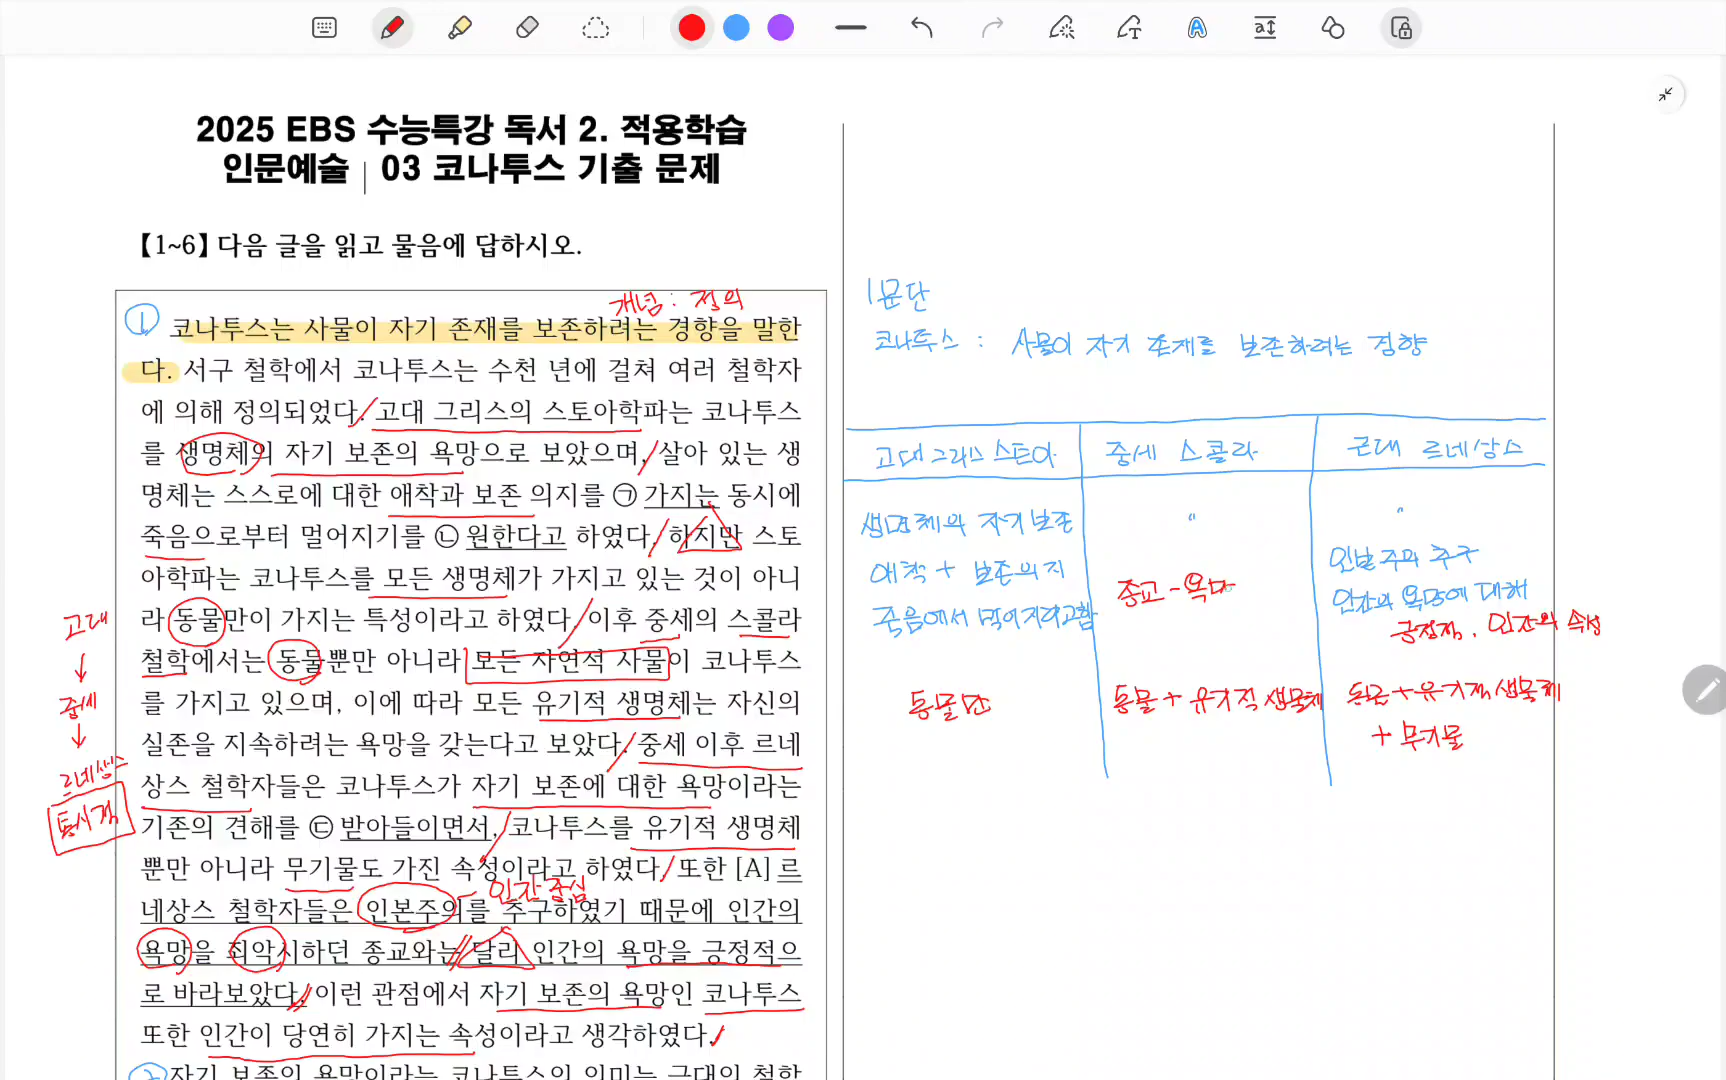 2025 EBS 수능특강 독서 2. 적용학습
인문예술 | 03 코나투스 기출 문제
【1~6】 다음 글을 읽고 물음에 답하시오.
개념 : 정의
①
코나투스는 사물이 자기 존재를 보존하려는 경향을 말한
다. 서구 철학에서 코나투스는 수천 년에 걸쳐 여러 철학자
에 의해 정의되었다. 고대 그리스의 스토아학파는 코나투스
를 생명체의 자기 보존의 욕망으로 보았으며, 살아 있는 생
명체는 스스로에 대한 애착과 보존 의지를 ㉠ 가지는 동시에
죽음으로부터 멀어지기를 ㉡ 원한다고 하였다. 하지만 스토
아학파는 코나투스를 모든 생명체가 가지고 있는 것이 아니
라 동물만이 가지는 특성이라고 하였다. 이후 중세의 스콜라
철학에서는 동물뿐만 아니라 모든 자연적 사물이 코나투스
를 가지고 있으며, 이에 따라 모든 유기적 생명체는 자신의
실존을 지속하려는 욕망을 갖는다고 보았다. 중세 이후 르네
상스 철학자들은 코나투스가 자기 보존에 대한 욕망이라는
기존의 견해를 ㉢ 받아들이면서, 코나투스를 유기적 생명체
뿐만 아니라 무기물도 가진 속성이라고 하였다. 또한 [A] 르
네상스 철학자들은 인본주의를 추구하였기 때문에 인간의
욕망을 죄악시하던 종교와는 달리 인간의 욕망을 긍정적으
로 바라보았다. 이런 관점에서 자기 보존의 욕망인 코나투스
또한 인간이 당연히 가지는 속성이라고 생각하였다.
자기 보존의 욕망이라는 코나투스의 의미는 근대의 철학
인간중심
고대
↓
중세
↓
르네상스
통시적
1문단
코나투스 : 사물이 자기 존재를 보존하려는 경향
고대 그리스 스토아
중세 스콜라
근대 르네상스
생명체의 자기보존
애착 + 보존의지
죽음에서 멀어지려고함
동물만
〃
종교 - 욕망
동물 + 유기적 생물체
〃
인본주의 추구
인간의 욕망에 대해
긍정적, 인간의 속성
동물 + 유기적 생물체
+ 무기물